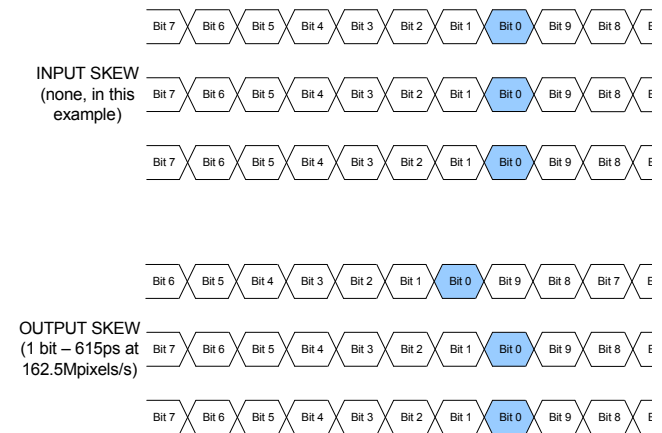 Bit 7 Bit 6 Bit 5 Bit 4 Bit 3 Bit 2 Bit 1 Bit 0 Bit 9 Bit 8
INPUT SKEW
(none, in this
example)
Bit 7 Bit 6 Bit 5 Bit 4 Bit 3 Bit 2 Bit 1 Bit 0 Bit 9 Bit 8
Bit 7 Bit 6 Bit 5 Bit 4 Bit 3 Bit 2 Bit 1 Bit 0 Bit 9 Bit 8
Bit 6 Bit 5 Bit 4 Bit 3 Bit 2 Bit 1 Bit 0 Bit 9 Bit 8 Bit 7
OUTPUT SKEW
(1 bit – 615ps at
162.5Mpixels/s)
Bit 7 Bit 6 Bit 5 Bit 4 Bit 3 Bit 2 Bit 1 Bit 0 Bit 9 Bit 8
Bit 7 Bit 6 Bit 5 Bit 4 Bit 3 Bit 2 Bit 1 Bit 0 Bit 9 Bit 8